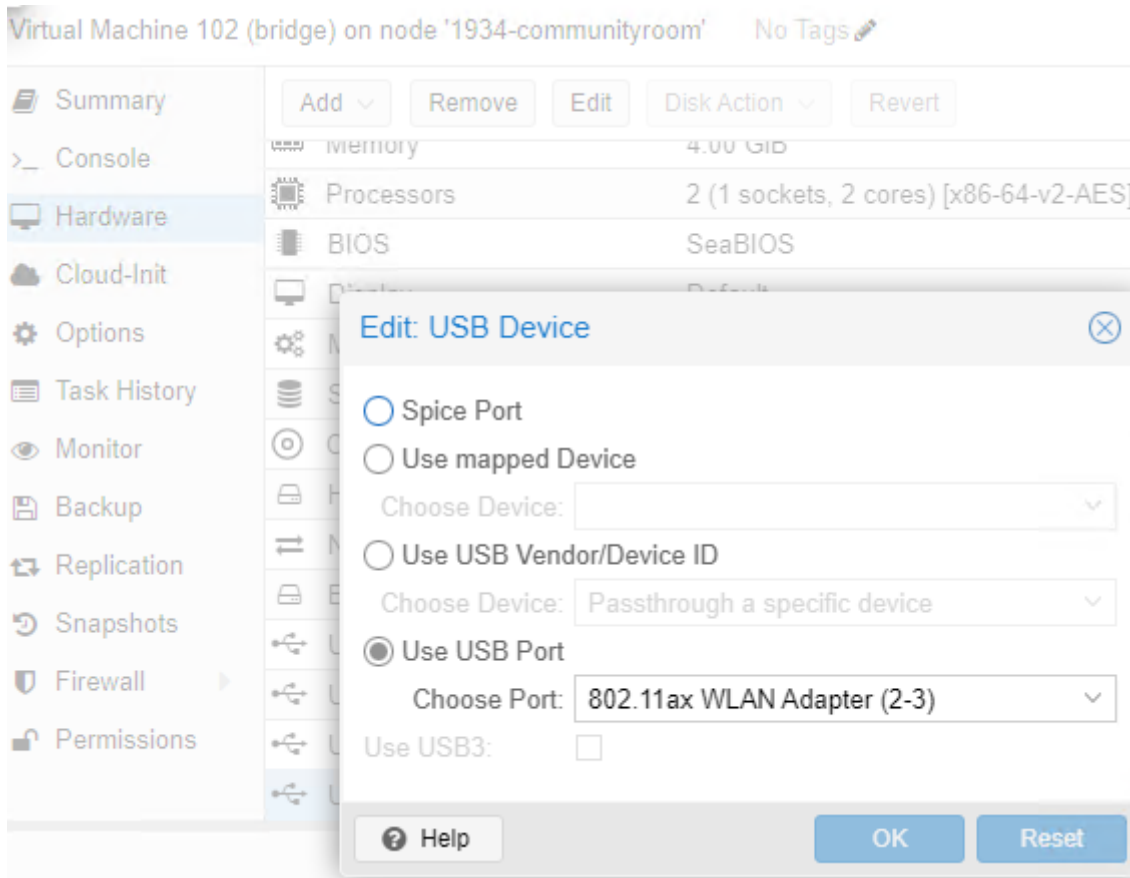 Virtual Machine 102 (bridge) on node '1934-communityroom' No Tags
Summary
Console
Hardware
Cloud-Init
Options
Task History
Monitor
Backup
Replication
Snapshots
Firewall
Permissions
Add Remove Edit Disk Action Revert
Memory 4.00 GiB
Processors 2 (1 sockets, 2 cores) [x86-64-v2-AES]
BIOS SeaBIOS
Display Default
Edit: USB Device
Spice Port
Use mapped Device
Choose Device:
Use USB Vendor/Device ID
Choose Device: Passthrough a specific device
Use USB Port
Choose Port: 802.11ax WLAN Adapter (2-3)
Use USB3:
Help OK Reset